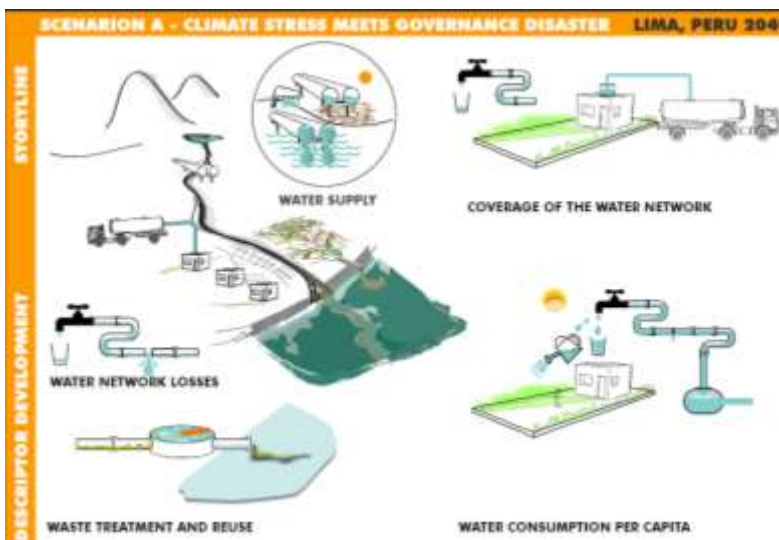 SCENARION A - CLIMATE STRESS MEETS GOVERNANCE DISASTER LIMA, PERU 204
STORYLINE
WATER SUPPLY
COVERAGE OF THE WATER NETWORK
DESCRIPTOR DEVELOPMENT
WATER NETWORK LOSSES
WASTE TREATMENT AND REUSE
WATER CONSUMPTION PER CAPITA